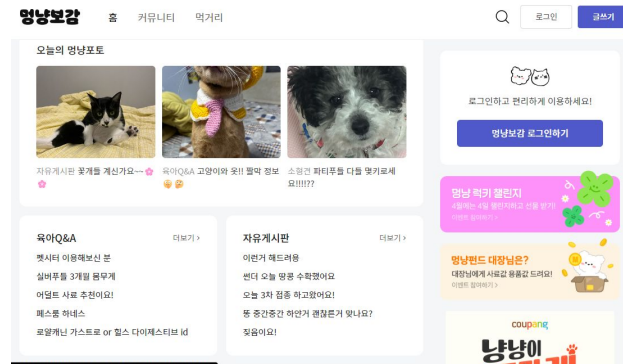 멍냥보감 홈 커뮤니티 먹거리 로그인 글쓰기
오늘의 멍냥포토
자유게시판 꽃개들 계신가요~~🌸
🌸
육아Q&A 고양이와 옷!! 짤막 정보
소형견 파티푸들 다들 몇키로세
요!!!!??
육아Q&A 더보기 >
펫시터 이용해보신 분
실버푸들 3개월 몸무게
어덜트 사료 추천이요!
페스룸 하네스
로얄캐닌 가스트로 or 힐스 다이제스티브 id
자유게시판 더보기 >
이런거 해드려용
썬더 오늘 땅콩 수확했어요
오늘 3차 접종 하고왔어요!
똥 중간중간 하얀거 괜찮은거 맞나요?
짖음이요!
로그인하고 편리하게 이용하세요!
멍냥보감 로그인하기
멍냥 럭키 챌린지
4월에는 4일 챌린지하고 선물 받기!
이벤트 참여하기 >
멍냥펀드 대장님은?
대장님에게 사료값 용품값 드려요!
이벤트 참여하기 >
coupang
냥냥이